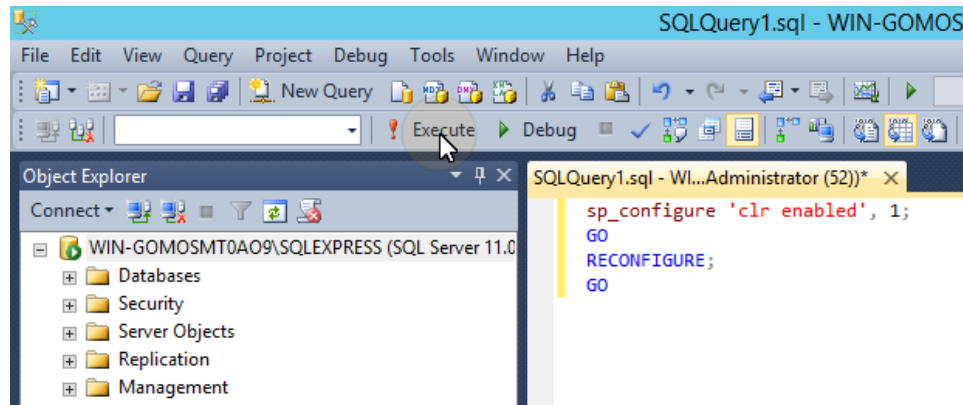 SQLQuery1.sql - WIN-GOMOS
File Edit View Query Project Debug Tools Window Help
New Query
Execute Debug
Object Explorer
SQLQuery1.sql - WI...Administrator (52))*
Connect
WIN-GOMOSMT0AO9\SQLEXPRESS (SQL Server 11.0
Databases
Security
Server Objects
Replication
Management
sp_configure 'clr enabled', 1;
GO
RECONFIGURE;
GO